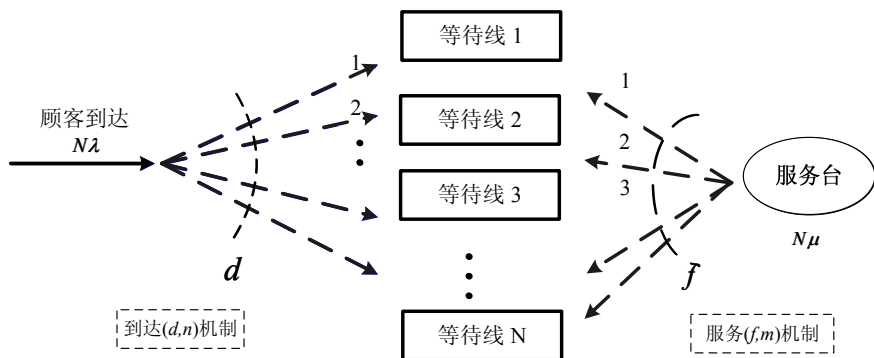 等待线 1
1
1
顾客到达
Nλ
2
等待线 2
2
3
等待线 3
服务台
Nμ
d
f
到达(d,n)机制
等待线 N
服务(f,m)机制